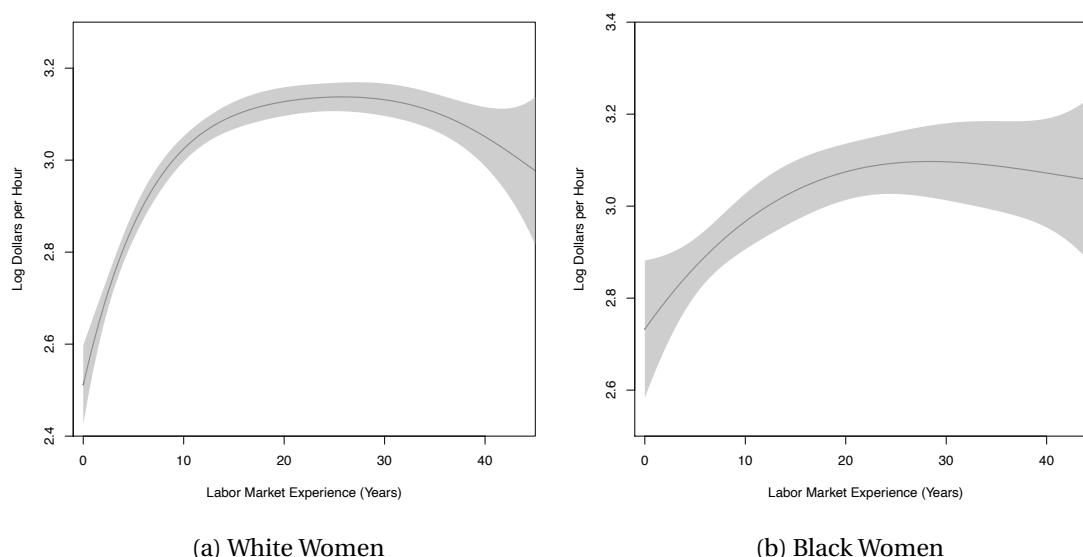 3.2
3.0
2.8
2.6
2.4
Log Dollars per Hour
0 10 20 30 40
Labor Market Experience (Years)
(a) White Women
3.4
3.2
3.0
2.8
2.6
Log Dollars per Hour
0 10 20 30 40
Labor Market Experience (Years)
(b) Black Women